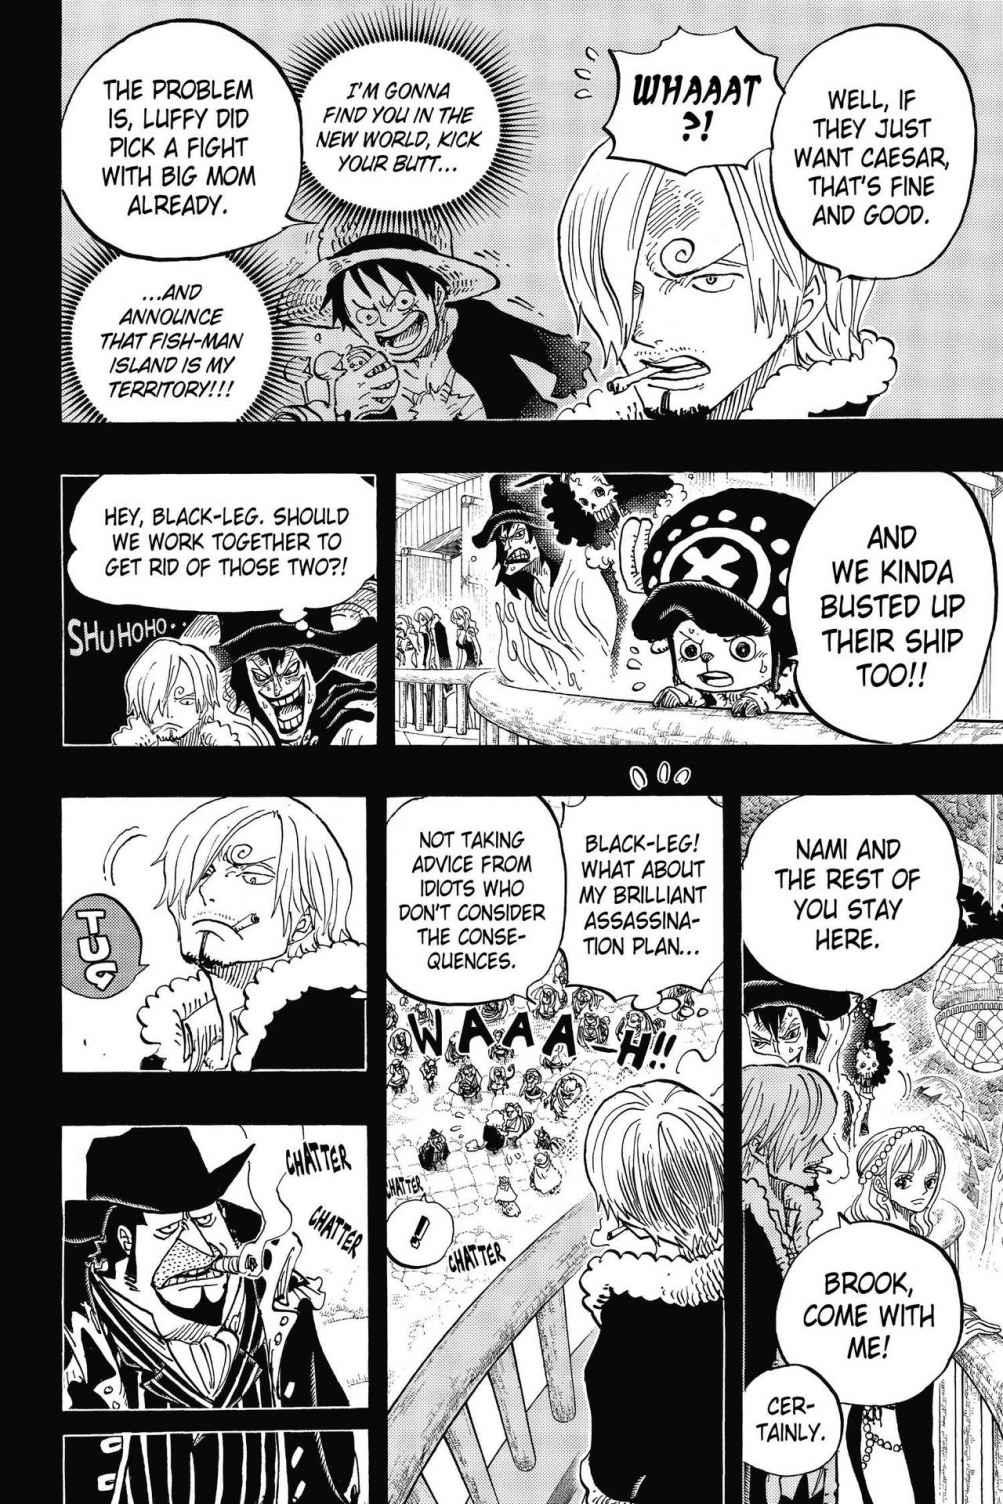 WELL, IF
THEY JUST
WANT CAESAR,
THAT'S FINE
AND GOOD.
WHAAAT
?!
I'M GONNA
FIND YOU IN THE
NEW WORLD, KICK
YOUR BUTT...
THE PROBLEM
IS, LUFFY DID
PICK A FIGHT
WITH BIG MOM
ALREADY.
...AND
ANNOUNCE
THAT FISH-MAN
ISLAND IS MY
TERRITORY!!!
AND
WE KINDA
BUSTED UP
THEIR SHIP
TOO!!
HEY, BLACK-LEG. SHOULD
WE WORK TOGETHER TO
GET RID OF THOSE TWO?!
SHUHOHO..
NAMI AND
THE REST OF
YOU STAY
HERE.
BROOK,
COME WITH
ME!
CER-
TAINLY.
BLACK-LEG!
WHAT ABOUT
MY BRILLIANT
ASSASSINA-
TION PLAN...
NOT TAKING
ADVICE FROM
IDIOTS WHO
DON'T CONSIDER
THE CONSE-
QUENCES.
WAAA-H!!
CHATTER
!
CHATTER
TUG
CHATTER
CHATTER